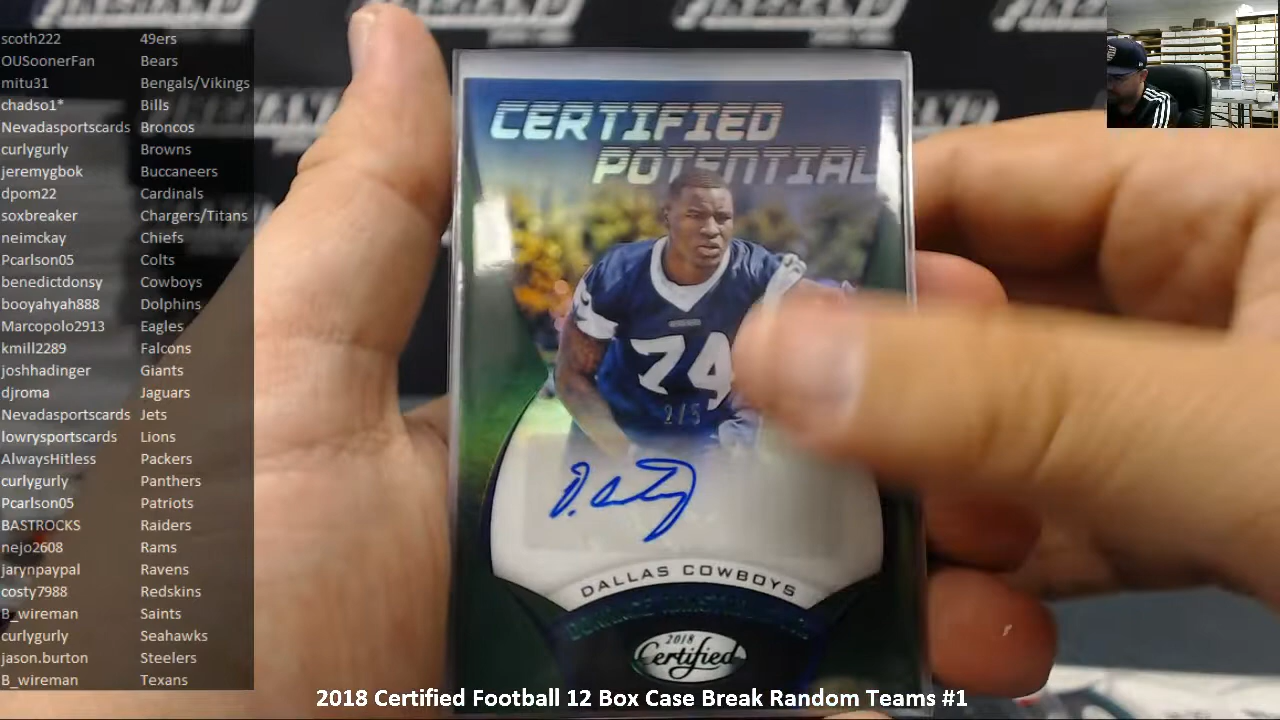 scoth222 49ers
OUSoonerFan Bears
mitu31 Bengals/Vikings
chadso1* Bills
Nevadasportscards Broncos
curlygurly Browns
jeremygbok Buccaneers
dpom22 Cardinals
soxbreaker Chargers/Titans
neimckay Chiefs
Pcarlson05 Colts
benedictdonsy Cowboys
booyahyah888 Dolphins
Marcopolo2913 Eagles
kmill2289 Falcons
joshhadinger Giants
djroma Jaguars
Nevadasportscards Jets
lowrysportscards Lions
AlwaysHitless Packers
curlygurly Panthers
Pcarlson05 Patriots
BASTROCKS Raiders
nejo2608 Rams
jarynpaypal Ravens
costy7988 Redskins
B_wireman Saints
curlygurly Seahawks
jason.burton Steelers
B_wireman Texans
CERTIFIED
POTENTIAL
74
2/5
DALLAS COWBOYS
2018
Certified
2018 Certified Football 12 Box Case Break Random Teams #1